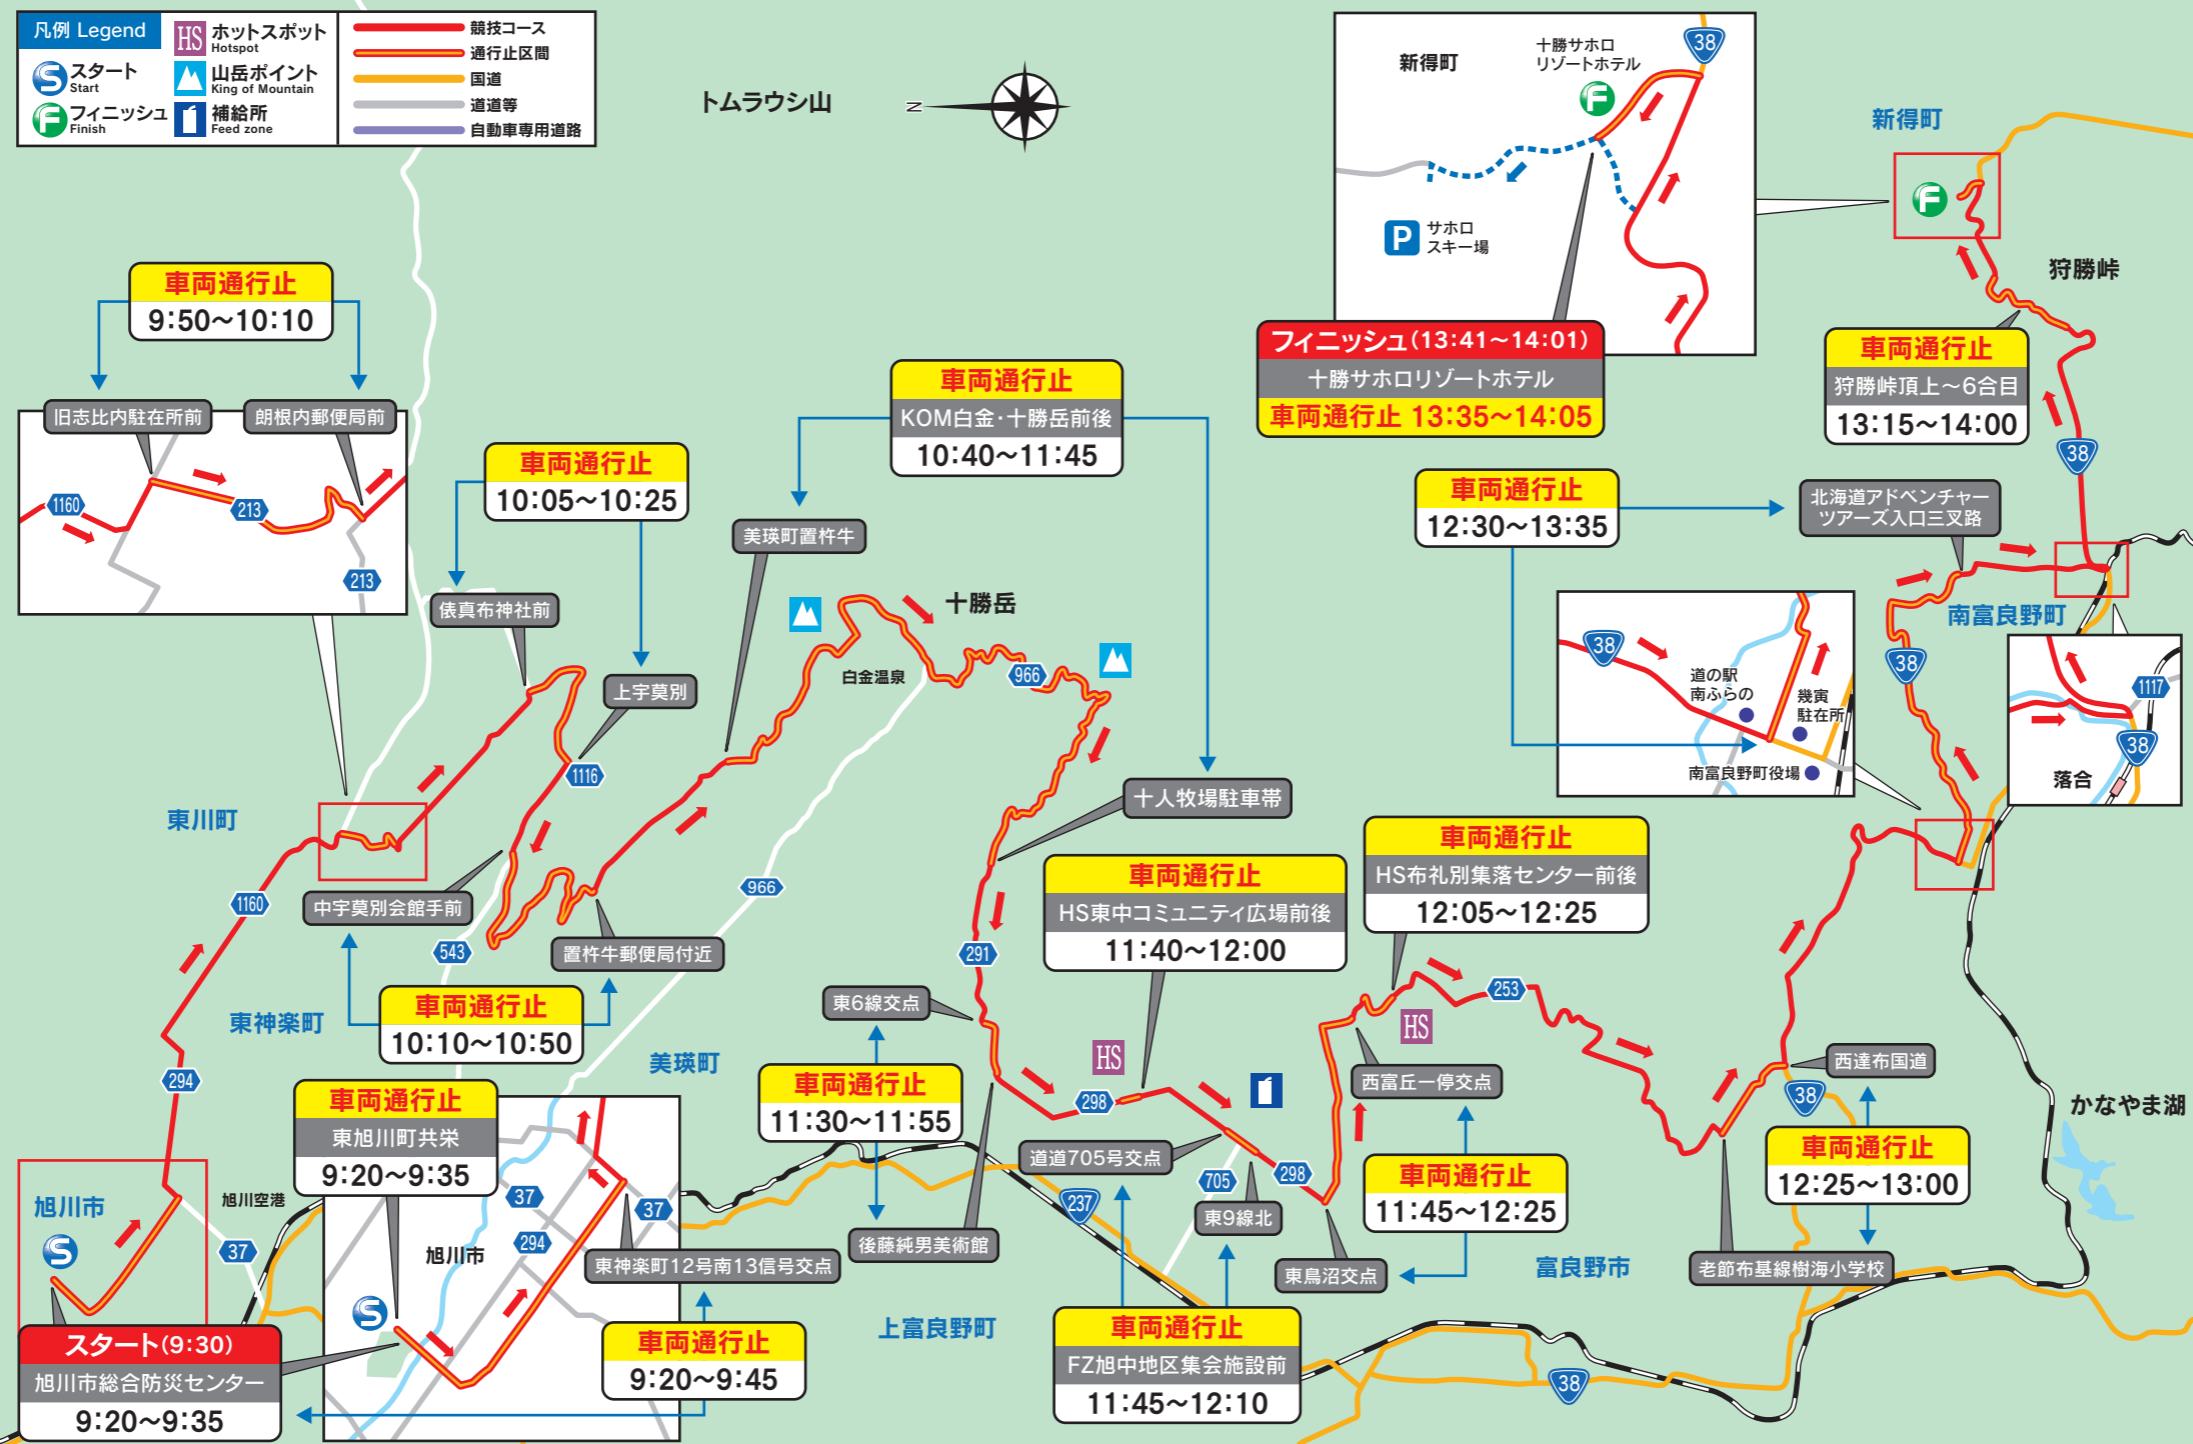 凡例 Legend
スタート
Start
フィニッシュ
Finish
HS
ホットスポット
Hotspot
山岳ポイント
King of Mountain
補給所
Feed zone
競技コース
通行止区間
国道
道道等
自動車専用道路
トムラウシ山
N
新得町
十勝サホロ
リゾートホテル
38
F
P
サホロ
スキー場
新得町
F
狩勝峠
車両通行止
9:50〜10:10
旧志比内駐在所前
朗根内郵便局前
1160
213
213
車両通行止
10:05〜10:25
俵真布神社前
上宇莫別
1116
車両通行止
KOM白金・十勝岳前後
10:40〜11:45
美瑛町置杵牛
十勝岳
白金温泉
966
十人牧場駐車帯
フィニッシュ(13:41〜14:01)
十勝サホロリゾートホテル
車両通行止 13:35〜14:05
車両通行止
狩勝峠頂上〜6合目
13:15〜14:00
38
車両通行止
12:30〜13:35
北海道アドベンチャー
ツアーズ入口三叉路
南富良野町
38
38
道の駅
南ふらの
幾寅
駐在所
南富良野町役場
1117
38
落合
東川町
1160
中宇莫別会館手前
543
置杵牛郵便局付近
車両通行止
10:10〜10:50
東神楽町
966
美瑛町
294
291
東6線交点
車両通行止
11:30〜11:55
後藤純男美術館
車両通行止
HS東中コミュニティ広場前後
11:40〜12:00
HS
298
道道705号交点
705
298
東9線北
237
車両通行止
HS布礼別集落センター前後
12:05〜12:25
HS
253
西富丘一停交点
車両通行止
11:45〜12:25
東鳥沼交点
富良野市
西達布国道
38
車両通行止
12:25〜13:00
老節布基線樹海小学校
かなやま湖
車両通行止
東旭川町共栄
9:20〜9:35
旭川市
S
旭川空港
37
旭川市
37
294
37
S
東神楽町12号南13信号交点
車両通行止
9:20〜9:45
スタート(9:30)
旭川市総合防災センター
9:20〜9:35
上富良野町
車両通行止
FZ旭中地区集会施設前
11:45〜12:10
38